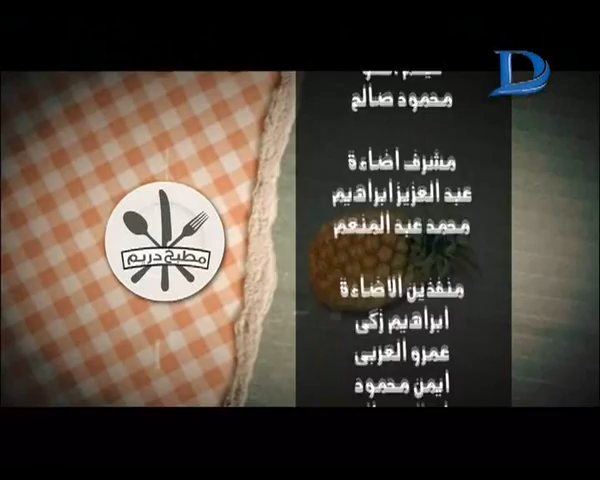 محمود صالح
مشرف اضاءة
عبد العزيز ابراهيم
محمد عبد المنعم
منفذين الاضاءة
ابراهيم زكى
عمرو العربى
ايمن محمود
مطبخ دريم
D